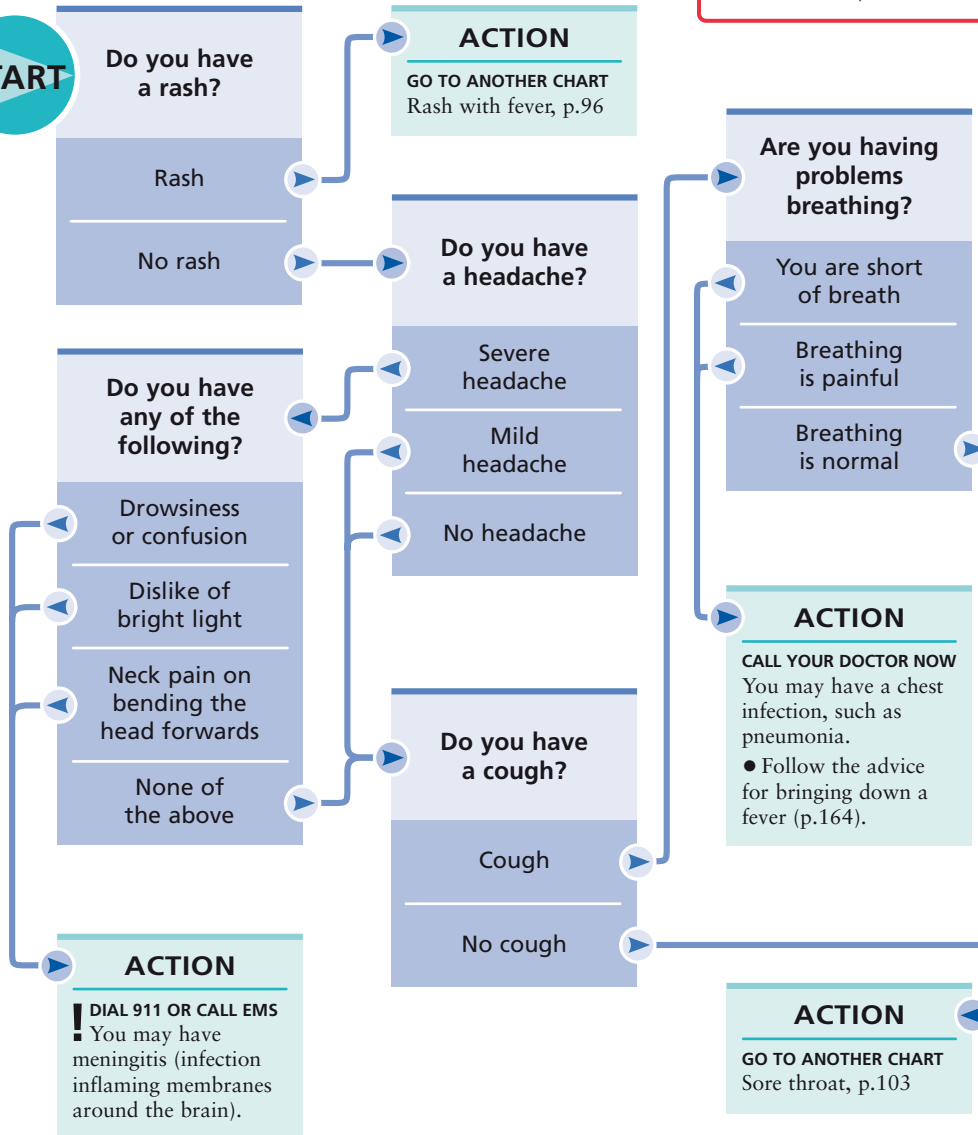 TART
Do you have
a rash?
Rash
No rash
ACTION
GO TO ANOTHER CHART
Rash with fever, p.96
Do you have
a headache?
Severe
headache
Mild
headache
No headache
Do you have
any of the
following?
Drowsiness
or confusion
Dislike of
bright light
Neck pain on
bending the
head forwards
None of
the above
ACTION
! DIAL 911 OR CALL EMS
You may have
meningitis (infection
inflaming membranes
around the brain).
Do you have
a cough?
Cough
No cough
Are you having
problems
breathing?
You are short
of breath
Breathing
is painful
Breathing
is normal
ACTION
CALL YOUR DOCTOR NOW
You may have a chest
infection, such as
pneumonia.
● Follow the advice
for bringing down a
fever (p.164).
ACTION
GO TO ANOTHER CHART
Sore throat, p.103